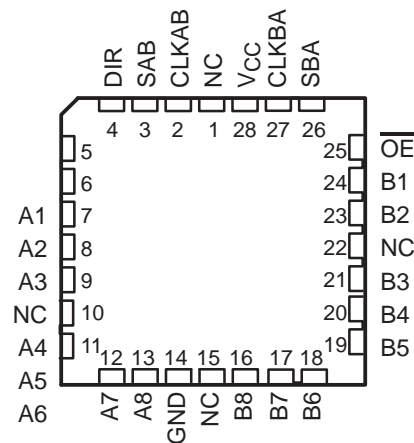 DIR SAB CLKAB NC VCC CLKBA SBA
4 3 2 1 28 27 26
5 25 OE
6 24 B1
A1 7 23 B2
A2 8 22 NC
A3 9 21 B3
NC 10 20 B4
A4 11 19 B5
12 13 14 15 16 17 18
A5
A6
A7 A8 GND NC B8 B7 B6